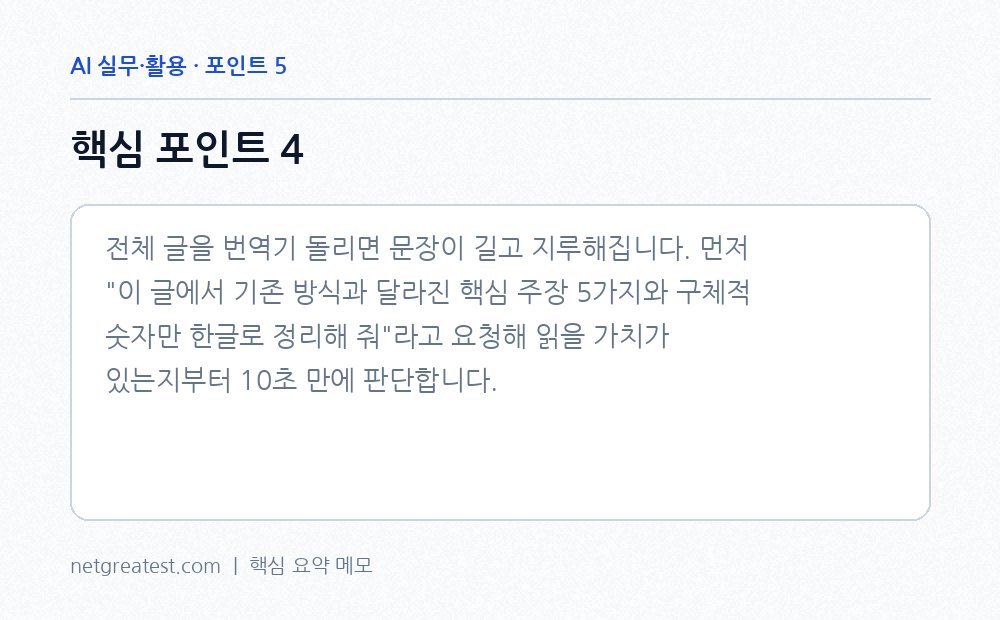 AI 실무·활용 · 포인트 5
핵심 포인트 4
전체 글을 번역기 돌리면 문장이 길고 지루해집니다. 먼저
"이 글에서 기존 방식과 달라진 핵심 주장 5가지와 구체적
숫자만 한글로 정리해 줘"라고 요청해 읽을 가치가
있는지부터 10초 만에 판단합니다.
netgreatest.com | 핵심 요약 메모